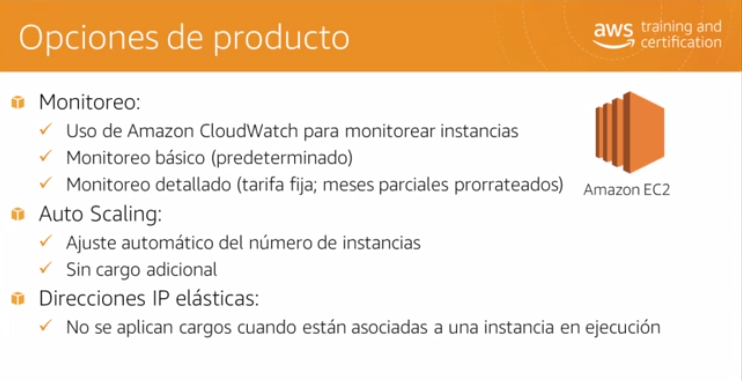 Opciones de producto
aws training and certification
Monitoreo:
Uso de Amazon CloudWatch para monitorear instancias
Monitoreo básico (predeterminado)
Monitoreo detallado (tarifa fija; meses parciales prorrateados)
Amazon EC2
Auto Scaling:
Ajuste automático del número de instancias
Sin cargo adicional
Direcciones IP elásticas:
No se aplican cargos cuando están asociadas a una instancia en ejecución